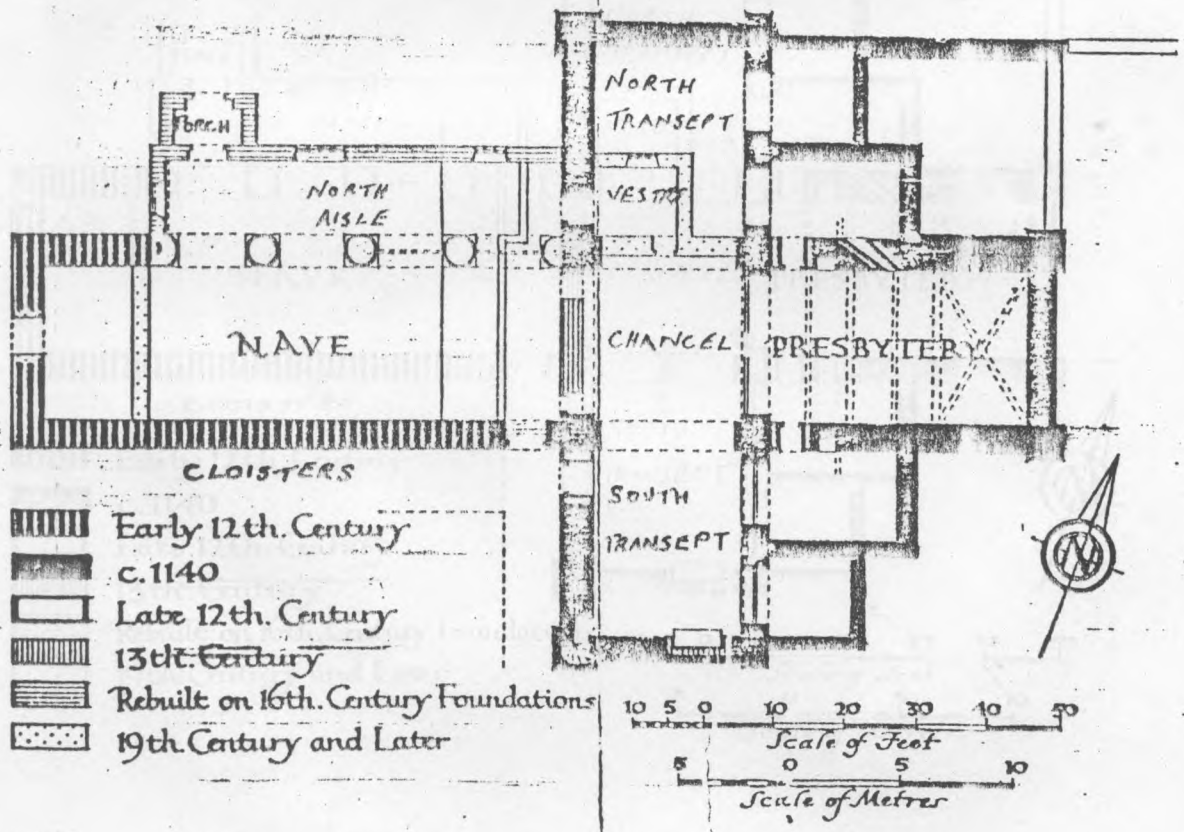 NORTH
TRANSEPT
PORCH
NORTH
AISLE
VESTRY
NAVE
CHANCEL
PRESBYTERY
CLOISTERS
SOUTH
TRANSEPT
Early 12th. Century
c. 1140
Late 12th. Century
13th. Century
Rebuilt on 16th. Century Foundations
19th. Century and Later
N
10 5 0 10 20 30 40 50
Scale of Feet
5 0 5 10
Scale of Metres